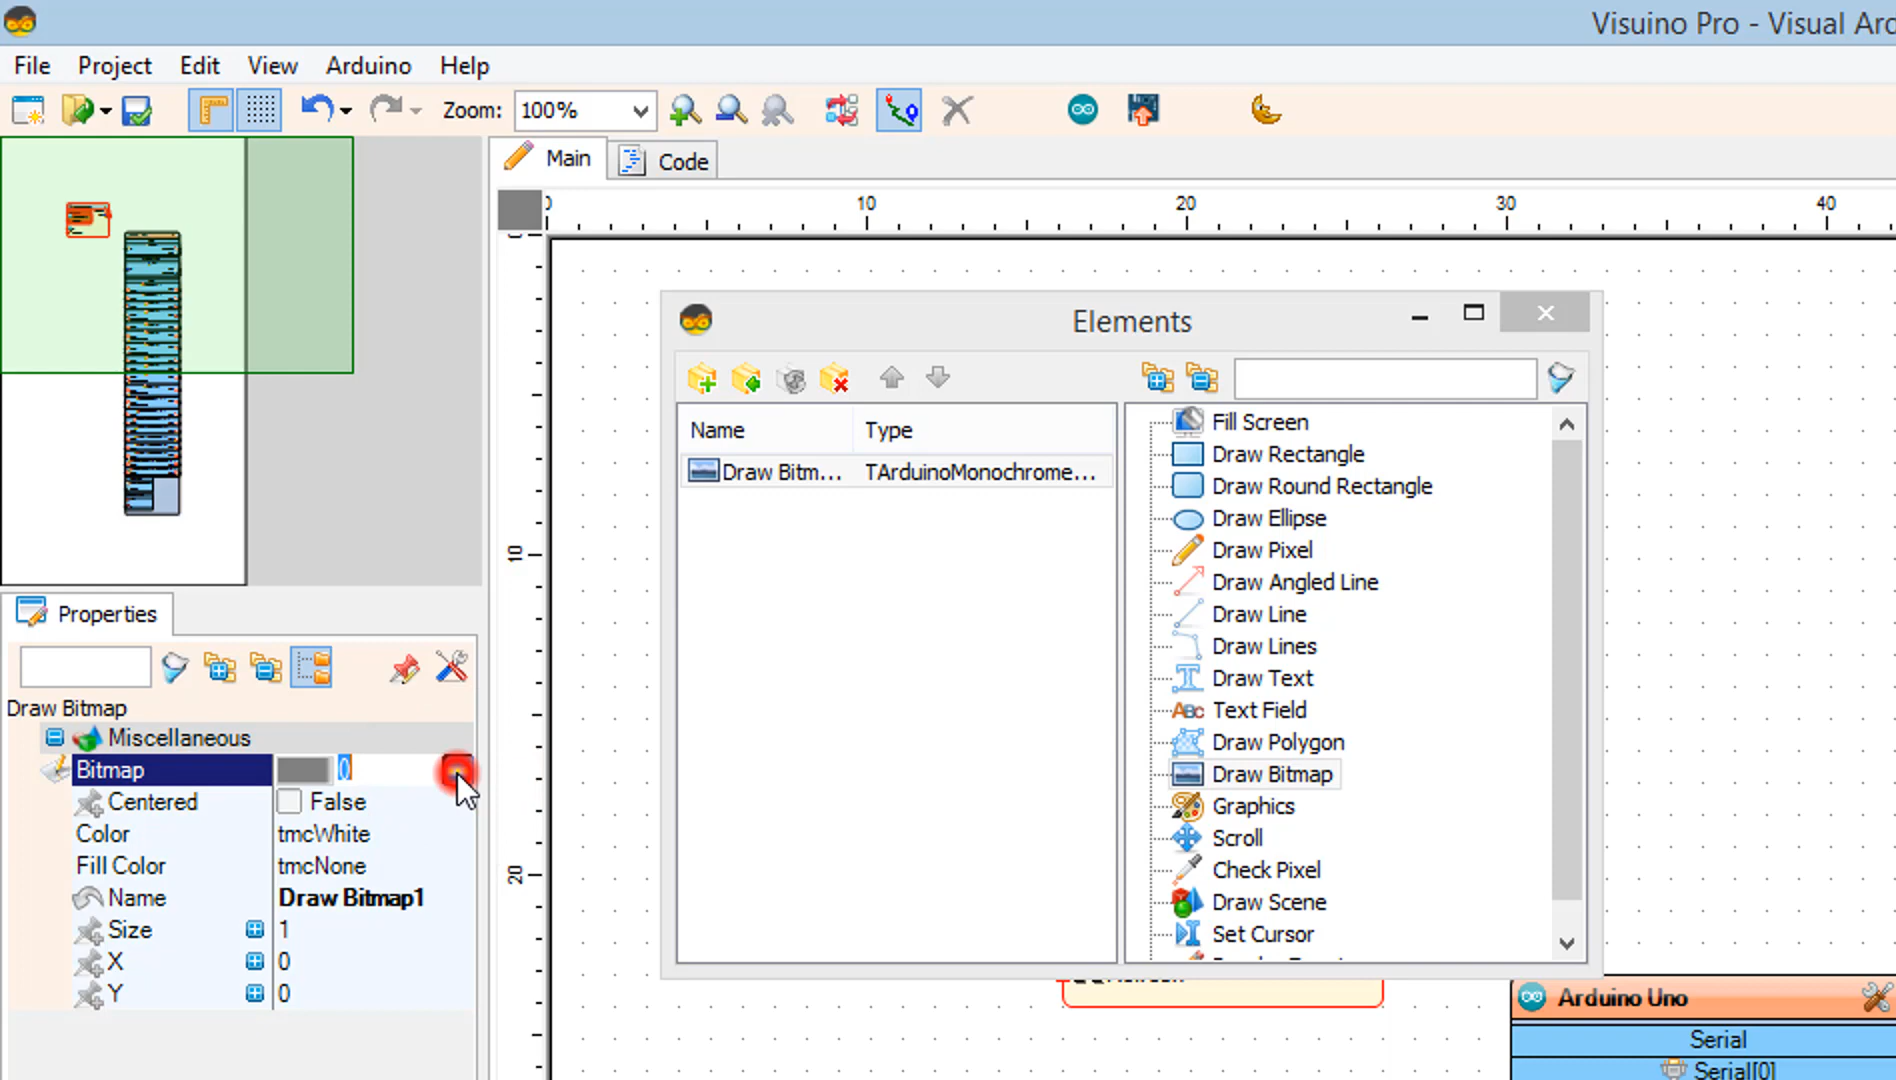 Visuino Pro - Visual Arc
File Project Edit View Arduino Help
Zoom: 100%
Main Code
0 10 20 30 40
Elements
Name Type
Draw Bitm... TArduinoMonochrome...
Fill Screen
Draw Rectangle
Draw Round Rectangle
Draw Ellipse
Draw Pixel
Draw Angled Line
Draw Line
Draw Lines
Draw Text
Text Field
Draw Polygon
Draw Bitmap
Graphics
Scroll
Check Pixel
Draw Scene
Set Cursor
10
20
Properties
Draw Bitmap
Miscellaneous
Bitmap 0
Centered False
Color tmcWhite
Fill Color tmcNone
Name Draw Bitmap1
Size 1
X 0
Y 0
Arduino Uno
Serial
Serial[0]